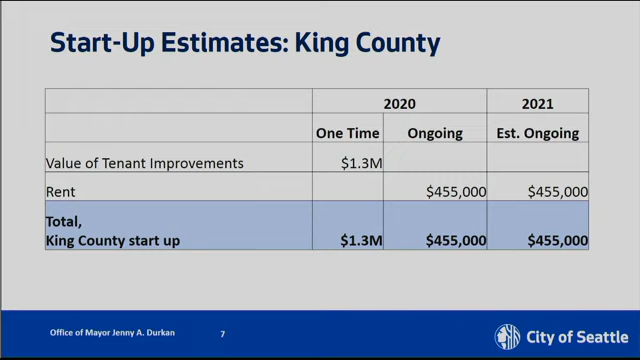 Start-Up Estimates: King County
2020 2021
One Time Ongoing Est. Ongoing
Value of Tenant Improvements $1.3M
Rent $455,000 $455,000
Total,
King County start up $1.3M $455,000 $455,000
Office of Mayor Jenny A. Durkan 7 City of Seattle